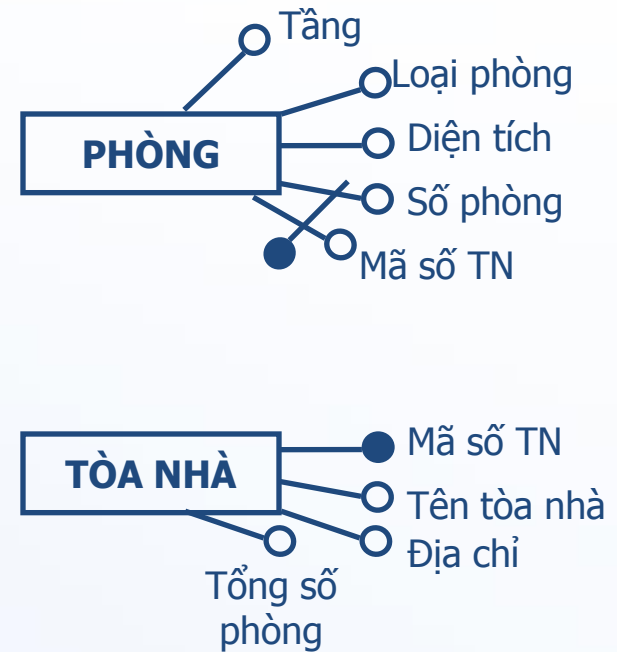 Tầng
Loại phòng
PHÒNG
Diện tích
Số phòng
Mã số TN
Mã số TN
TÒA NHÀ
Tên tòa nhà
Địa chỉ
Tổng số
phòng